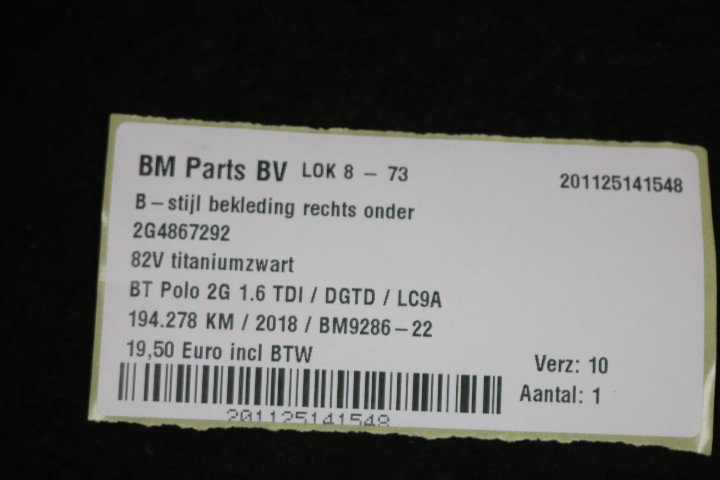 BM Parts BV LOK 8 - 73 201125141548
B-stijl bekleding rechts onder
2G4867292
82V titaniumzwart
BT Polo 2G 1.6 TDI / DGTD / LC9A
194.278 KM / 2018 / BM9286-22
19,50 Euro incl BTW
Verz: 10
Aantal: 1
201125141548